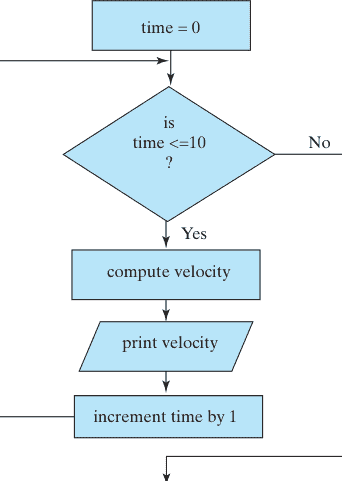 time = 0
is
time <=10
?
No
Yes
compute velocity
print velocity
increment time by 1